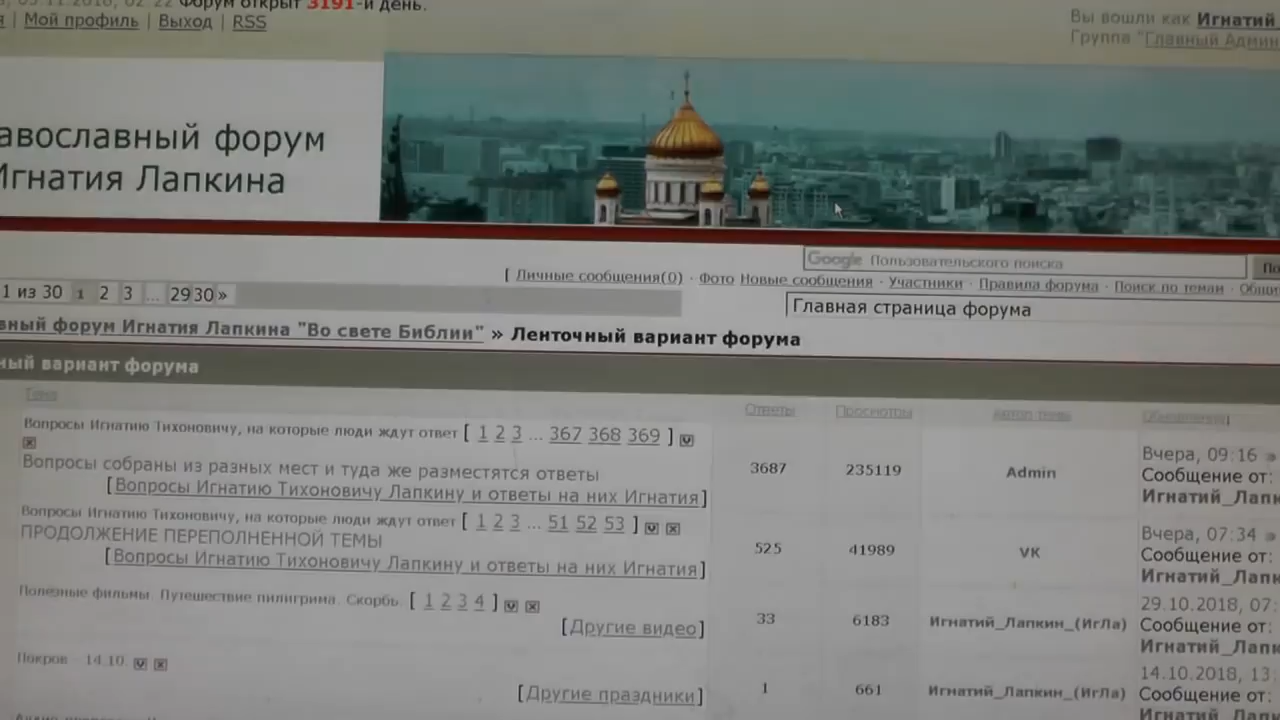 Форум открыт 3191-й день.
| Мой профиль | Выход | RSS
Вы вошли как Игнатий
Группа "Главный Админ
авославный форум
Игнатия Лапкина
Google Пользовательского поиска
[ Личные сообщения(0) · Фото Новые сообщения · Участники · Правила форума · Поиск по темам ·
1 из 30 1 2 3 ... 29 30 »
Главная страница форума
вный форум Игнатия Лапкина "Во свете Библии" » Ленточный вариант форума
ный вариант форума
Тема Ответы Просмотры Автор темы Обновления
Вопросы Игнатию Тихоновичу, на которые люди ждут ответ [ 1 2 3 ... 367 368 369 ]
Вопросы собраны из разных мест и туда же разместятся ответы
[Вопросы Игнатию Тихоновичу Лапкину и ответы на них Игнатия]
3687 235119 Admin
Вчера, 09:16 »
Сообщение от:
Игнатий_Лапк
Вопросы Игнатию Тихоновичу, на которые люди ждут ответ [ 1 2 3 ... 51 52 53 ]
ПРОДОЛЖЕНИЕ ПЕРЕПОЛНЕННОЙ ТЕМЫ
[Вопросы Игнатию Тихоновичу Лапкину и ответы на них Игнатия]
525 41989 VK
Вчера, 07:34 »
Сообщение от:
Игнатий_Лапк
Полезные фильмы. Путешествие пилигрима. Скорбь. [ 1 2 3 4 ]
[Другие видео]
33 6183 Игнатий_Лапкин_(ИгЛа)
29.10.2018, 07:
Сообщение от:
Игнатий_Лапк
Покров - 14.10.
[Другие праздники]
1 661 Игнатий_Лапкин_(ИгЛа)
14.10.2018, 13:
Сообщение от:
Игнатий_Лапк